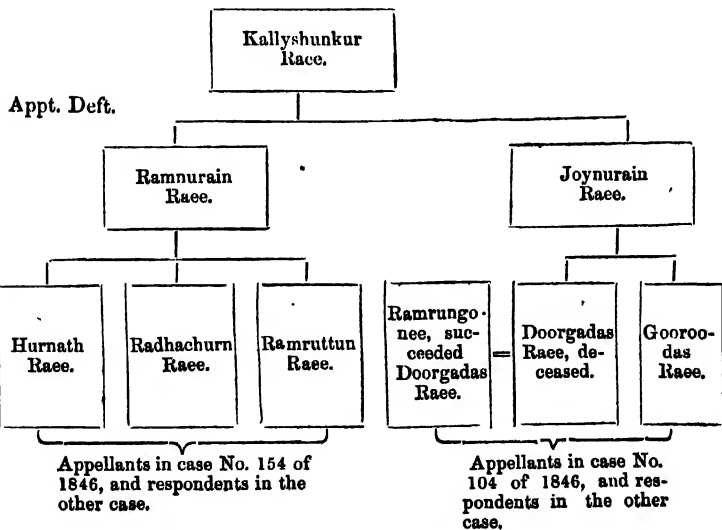 Kallyshunkur
Raee.
Appt. Deft.
Ramnurain
Raee.
Joynurain
Raee.
Hurnath
Raee.
Radhachurn
Raee.
Ramruttun
Raee.
Ramrungo-
nee, suc-
ceeded
Doorgadas
Raee.
=
Doorgadas
Raee, de-
ceased.
Gooroo-
das
Raee.
Appellants in case No. 154 of
1846, and respondents in the
other case.
Appellants in case No.
104 of 1846, and res-
pondents in the other
case,